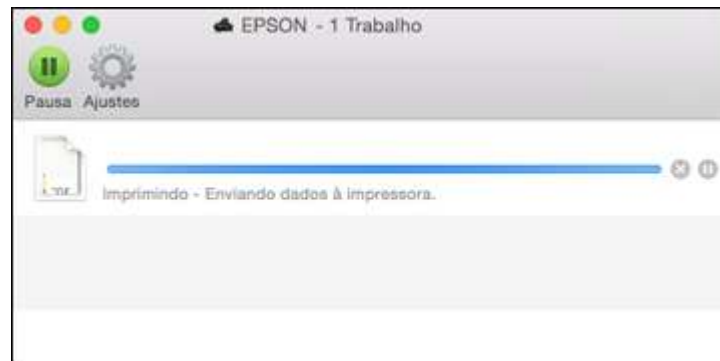 EPSON - 1 Trabalho
Pausa Ajustes
Imprimindo - Enviando dados à impressora.